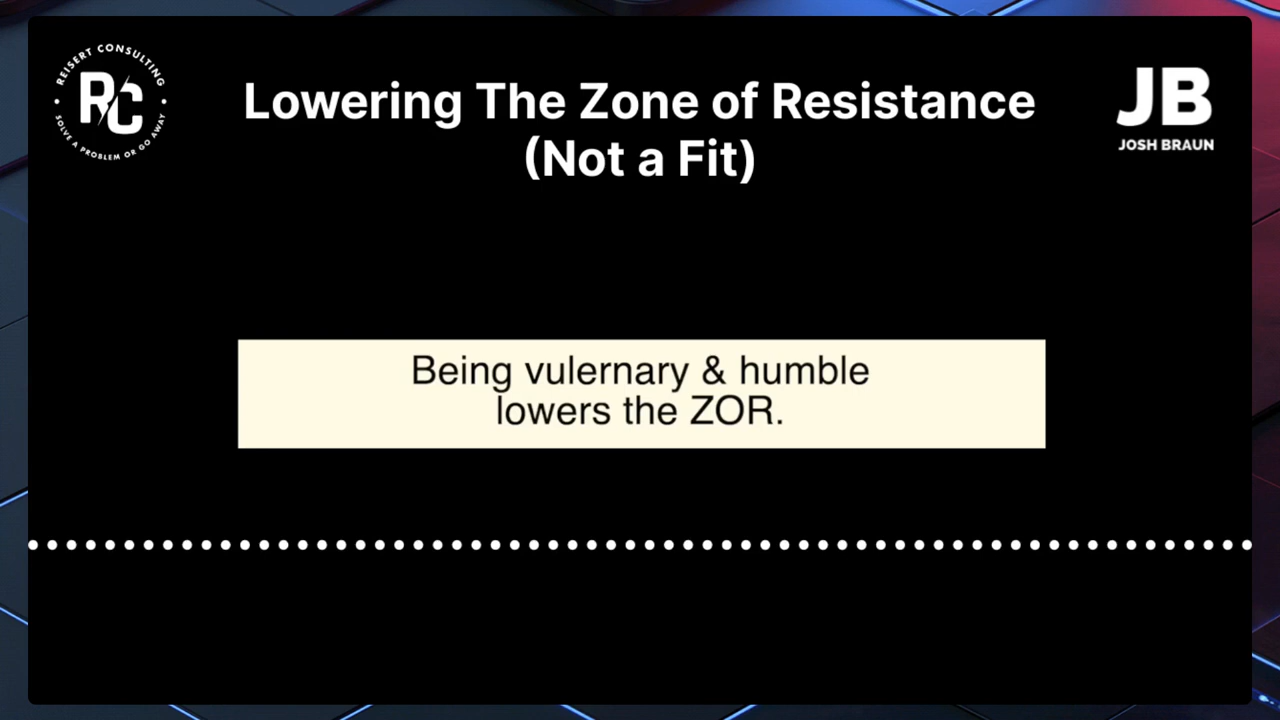 REISERT CONSULTING
RC
SOLVE A PROBLEM OR GO AWAY
Lowering The Zone of Resistance
(Not a Fit)
JB
JOSH BRAUN
Being vulernary & humble
lowers the ZOR.